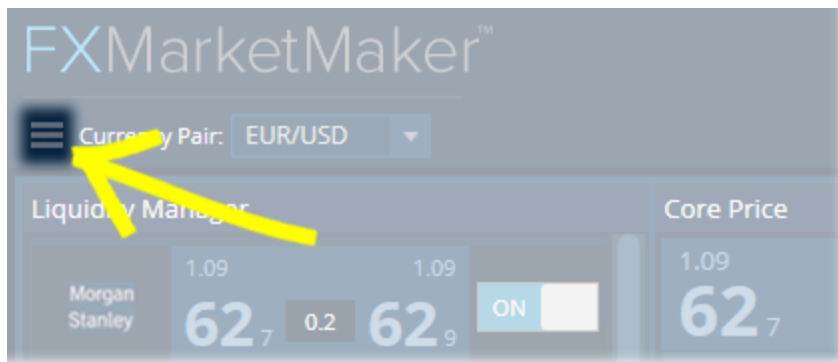 FXMarketMaker™
Currency Pair: EUR/USD
Liquidity Manager
Core Price
1.09 1.09 1.09
Morgan
Stanley
62 7 0.2 62 9 ON 62 7